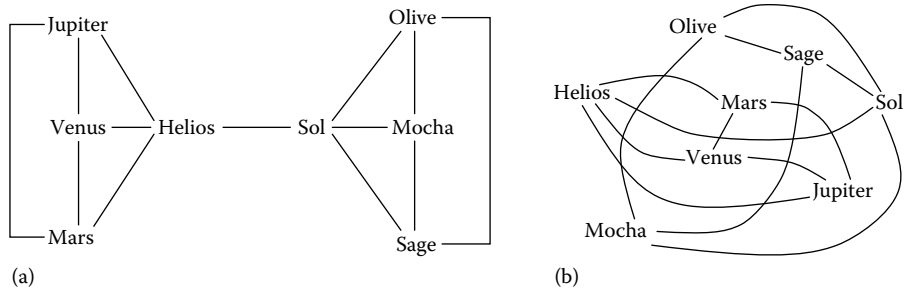 Jupiter
Venus
Helios
Mars
Sol
Olive
Mocha
Sage
(a)
Olive
Sage
Helios
Mars
Sol
Venus
Jupiter
Mocha
(b)